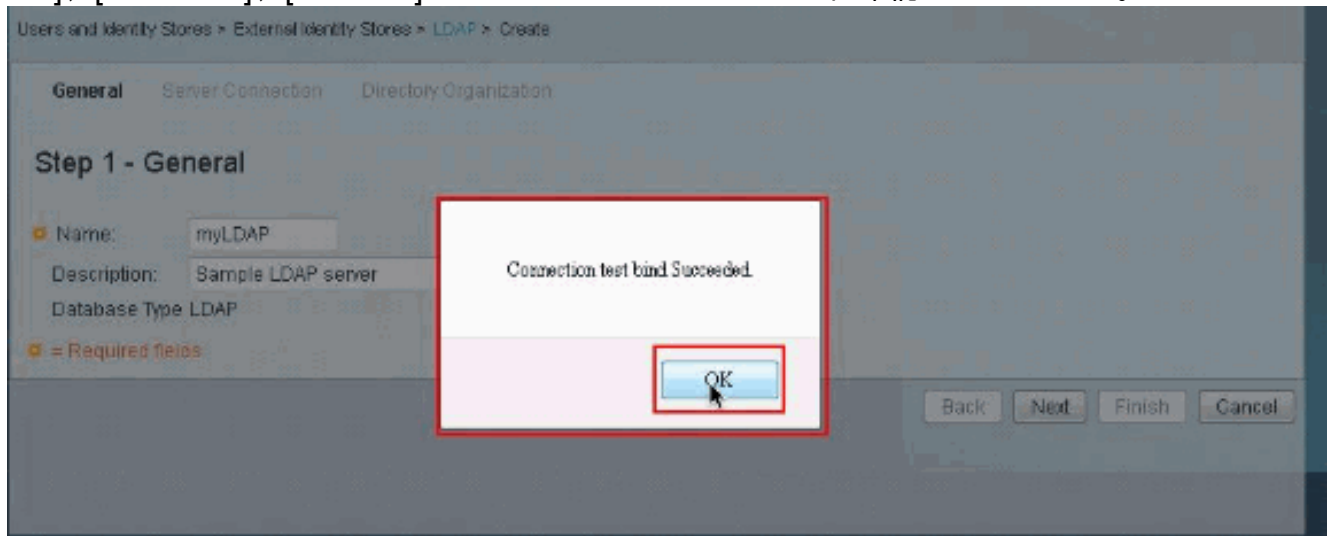 Users and Identity Stores > External Identity Stores > LDAP > Create
General Server Connection Directory Organization
Step 1 - General
Name: myLDAP
Description: Sample LDAP server
Database Type LDAP
= Required fields
Connection test bind Succeeded.
OK
Back Next Finish Cancel